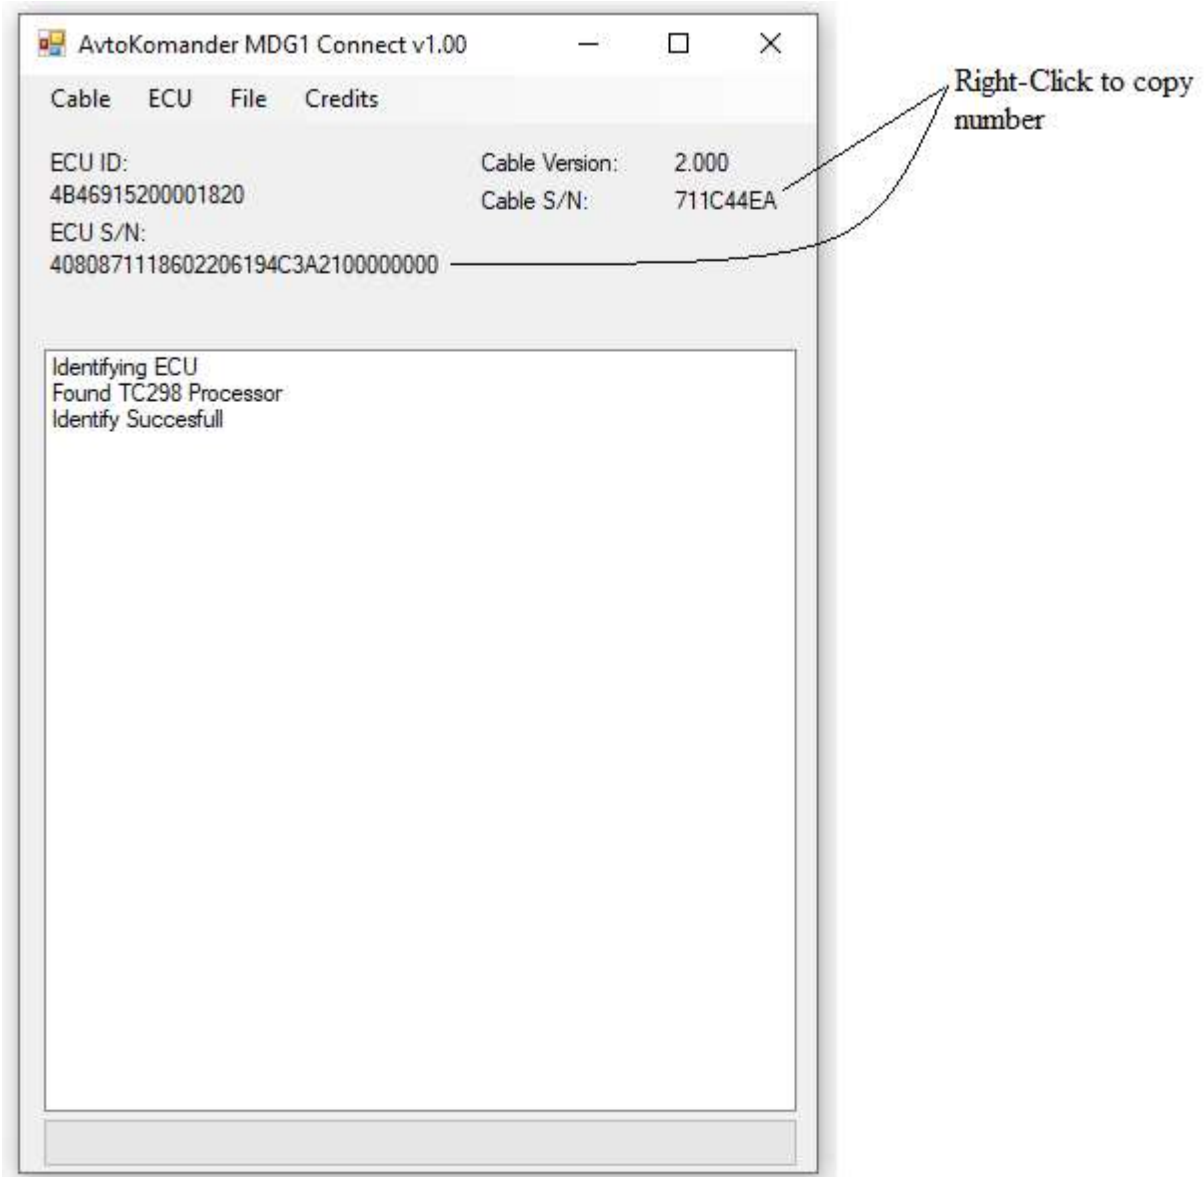 AvtoKomander MDG1 Connect v1.00
Right-Click to copy
number
Cable ECU File Credits
ECU ID:
4B46915200001820
ECU S/N:
4080871118602206194C3A2100000000
Cable Version: 2.000
Cable S/N: 711C44EA
Identifying ECU
Found TC298 Processor
Identify Succesfull